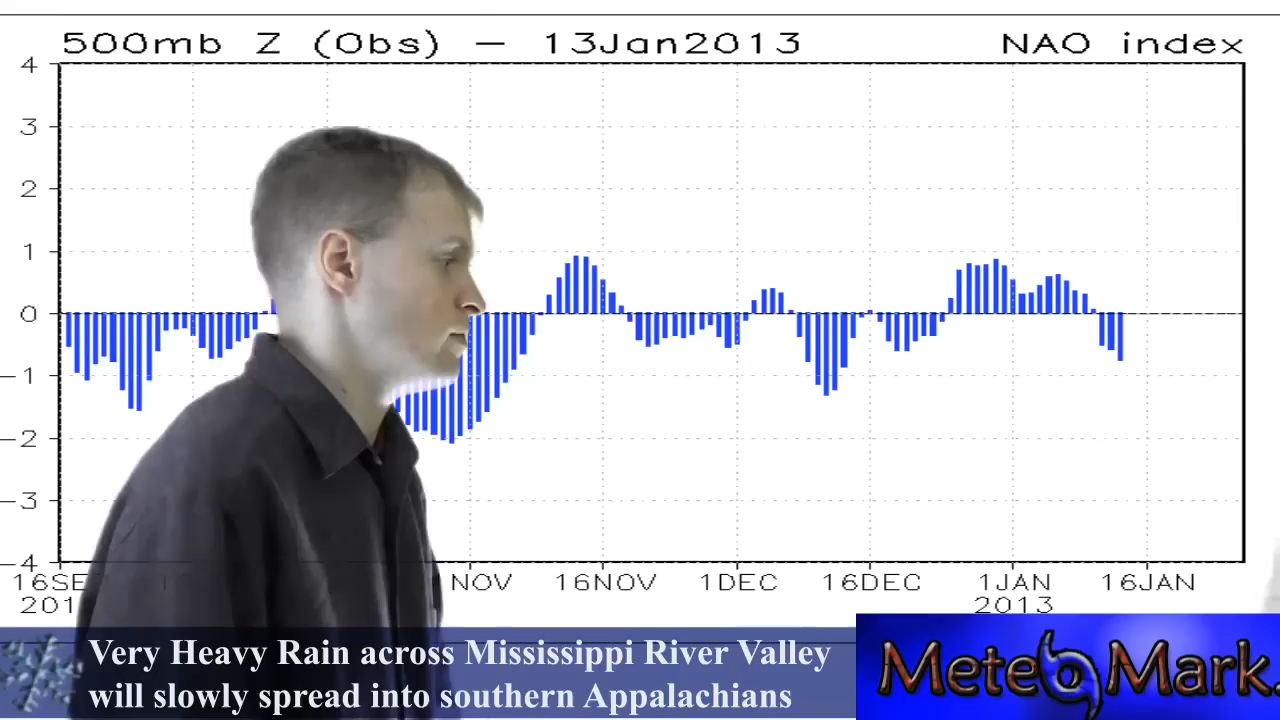 500mb Z (Obs) – 13Jan2013 NAO index
4
3
2
1
0
-1
-2
-3
-4
16SE NOV 16NOV 1DEC 16DEC 1JAN 16JAN
201 2013
Very Heavy Rain across Mississippi River Valley
will slowly spread into southern Appalachians
MeteoMark.